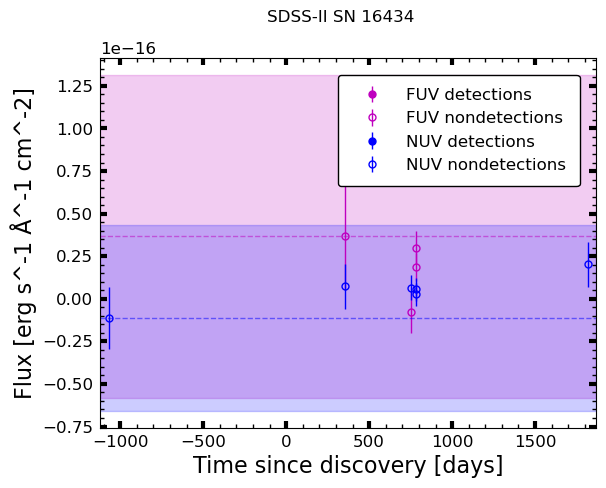 SDSS-II SN 16434
1e−16
Flux [erg s^-1 Å^-1 cm^-2]
1.25
1.00
0.75
0.50
0.25
0.00
−0.25
−0.50
−0.75
FUV detections
FUV nondetections
NUV detections
NUV nondetections
−1000 −500 0 500 1000 1500
Time since discovery [days]